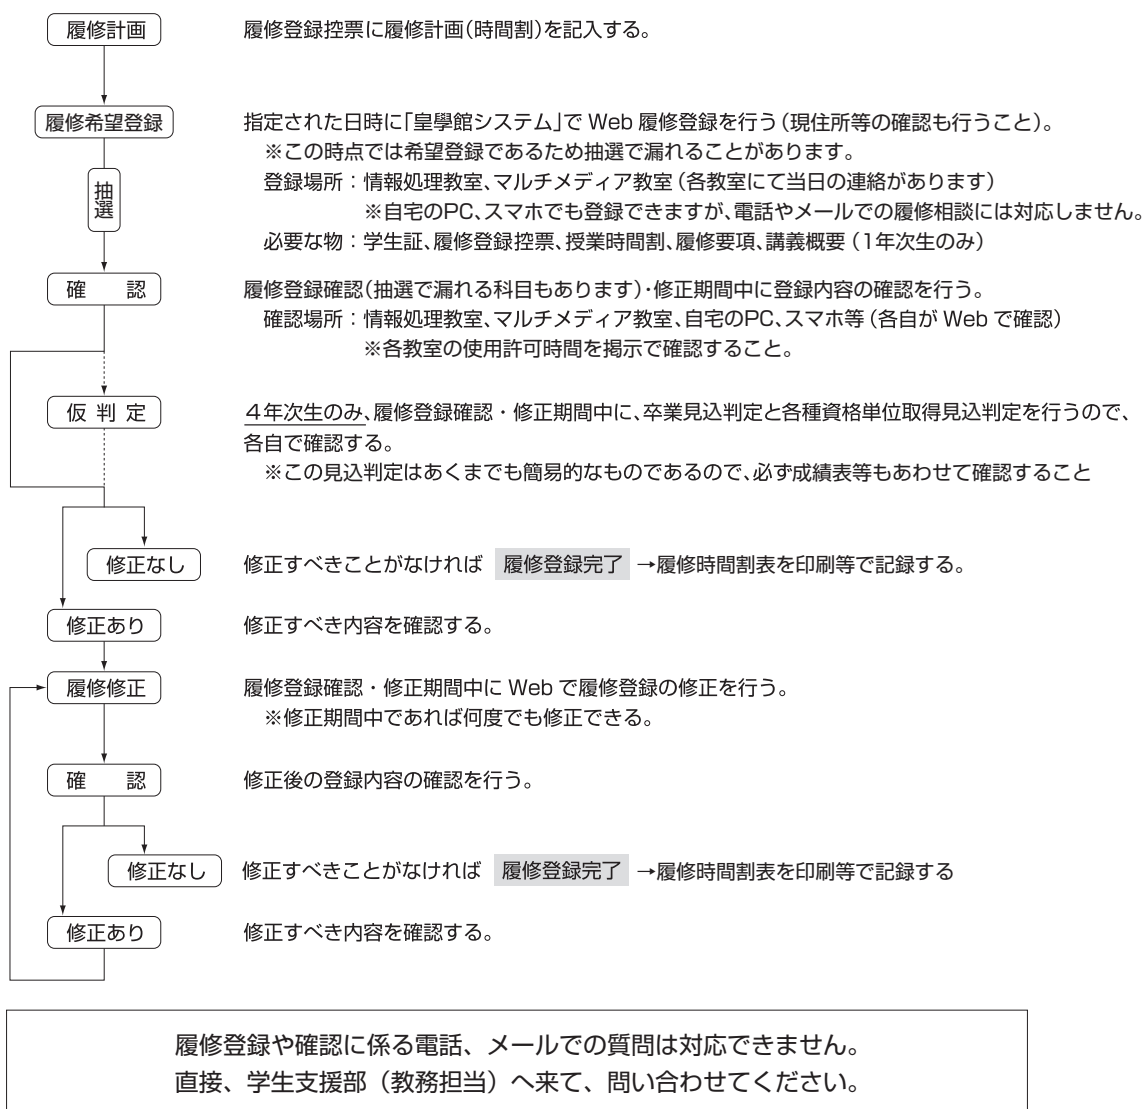 履修計画
履修登録控票に履修計画(時間割)を記入する。
履修希望登録
指定された日時に「皇學館システム」で Web 履修登録を行う(現住所等の確認も行うこと)。
※この時点では希望登録であるため抽選で漏れることがあります。
抽選
登録場所：情報処理教室、マルチメディア教室(各教室にて当日の連絡があります)
※自宅のPC、スマホでも登録できますが、電話やメールでの履修相談には対応しません。
必要な物：学生証、履修登録控票、授業時間割、履修要項、講義概要(1年次生のみ)
確　認
履修登録確認(抽選で漏れる科目もあります)・修正期間中に登録内容の確認を行う。
確認場所：情報処理教室、マルチメディア教室、自宅のPC、スマホ等(各自が Web で確認)
※各教室の使用許可時間を掲示で確認すること。
仮 判 定
４年次生のみ、履修登録確認・修正期間中に、卒業見込判定と各種資格単位取得見込判定を行うので、
各自で確認する。
※この見込判定はあくまでも簡易的なものであるので、必ず成績表等もあわせて確認すること
修正なし
修正すべきことがなければ 履修登録完了 →履修時間割表を印刷等で記録する。
修正あり
修正すべき内容を確認する。
履修修正
履修登録確認・修正期間中に Web で履修登録の修正を行う。
※修正期間中であれば何度でも修正できる。
確　認
修正後の登録内容の確認を行う。
修正なし
修正すべきことがなければ 履修登録完了 →履修時間割表を印刷等で記録する
修正あり
修正すべき内容を確認する。
履修登録や確認に係る電話、メールでの質問は対応できません。
直接、学生支援部（教務担当）へ来て、問い合わせてください。